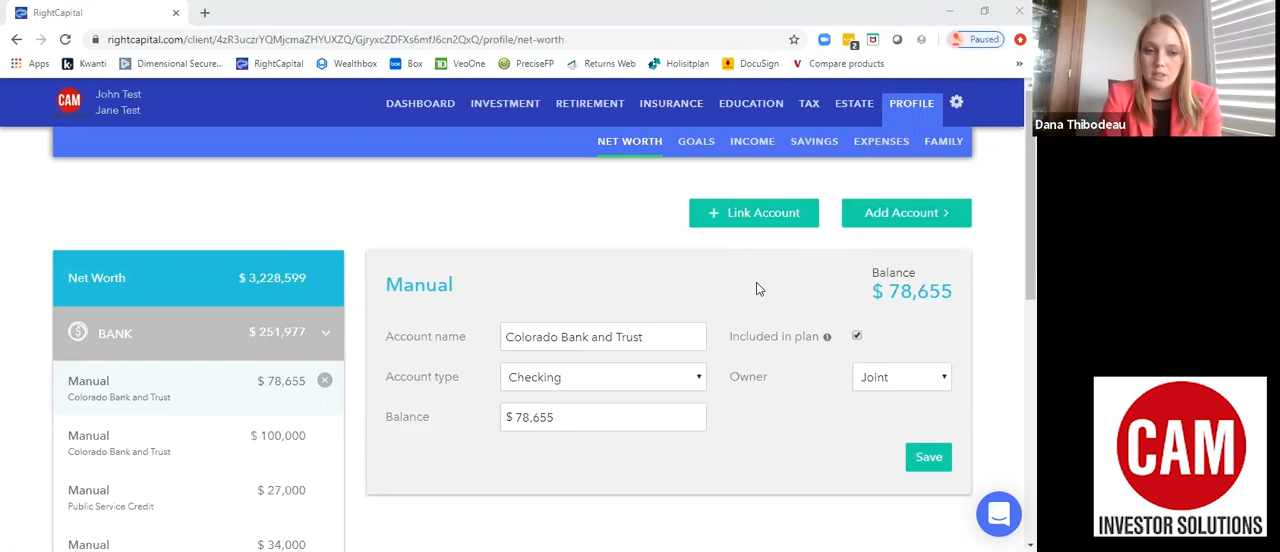 RightCapital
rightcapital.com/client/4zR3uczrYQMjcmaZHYUXZQ/GjryxcZDFXs6mfJ6c2QxQ/profile/net-worth
2
Paused
Apps
Kwanti
Dimensional Secure...
RightCapital
Wealthbox
box
Box
VeoOne
PreciseFP
Returns Web
Holisitplan
DocuSign
Compare products
»
CAM
John Test
Jane Test
DASHBOARD
INVESTMENT
RETIREMENT
INSURANCE
EDUCATION
TAX
ESTATE
PROFILE
NET WORTH
GOALS
INCOME
SAVINGS
EXPENSES
FAMILY
+ Link Account
Add Account >
Net Worth $ 3,228,599
BANK $ 251,977
Manual $ 78,655
Colorado Bank and Trust
Manual $ 100,000
Colorado Bank and Trust
Manual $ 27,000
Public Service Credit
Manual $ 34,000
Manual
Balance
$ 78,655
Account name Colorado Bank and Trust
Included in plan
Account type Checking
Owner Joint
Balance $ 78,655
Save
Dana Thibodeau
CAM
INVESTOR SOLUTIONS